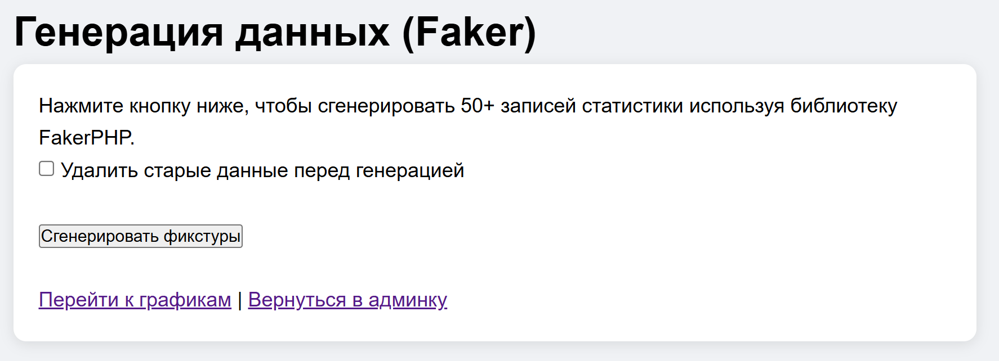 Генерация данных (Faker)
Нажмите кнопку ниже, чтобы сгенерировать 50+ записей статистики используя библиотеку
FakerPHP.
Удалить старые данные перед генерацией
Сгенерировать фикстуры
Перейти к графикам | Вернуться в админку